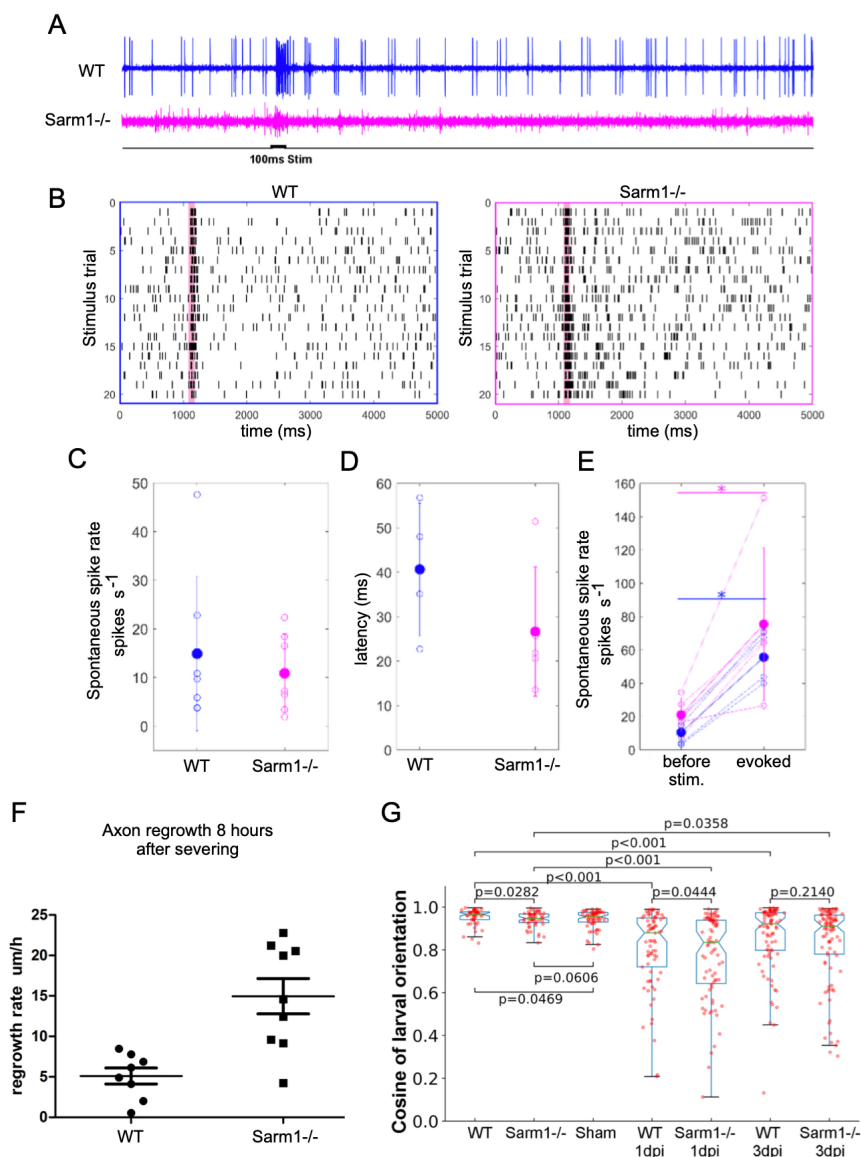 A
WT
Sarm1-/-
100ms Stim
B
WT
Sarm1-/-
Stimulus trial
0
5
10
15
20
0 1000 2000 3000 4000 5000
time (ms)
Stimulus trial
0
5
10
15
20
0 1000 2000 3000 4000 5000
time (ms)
C
Spontaneous spike rate
spikes s-1
50
40
30
20
10
0
WT Sarm1-/-
D
latency (ms)
60
50
40
30
20
10
0
WT Sarm1-/-
E
Spontaneous spike rate
spikes s-1
160
140
120
100
80
60
40
20
0
*
*
before
stim.
evoked
F
Axon regrowth 8 hours
after severing
regrowth rate um/h
25
20
15
10
5
0
WT Sarm1-/-
G
p=0.0358
p<0.001
p<0.001
p<0.001
p=0.0282 p=0.0444 p=0.2140
p=0.0606
p=0.0469
Cosine of larval orientation
1.0
0.8
0.6
0.4
0.2
0.0
WT Sarm1-/- Sham WT Sarm1-/- WT Sarm1-/-
1dpi 1dpi 3dpi 3dpi